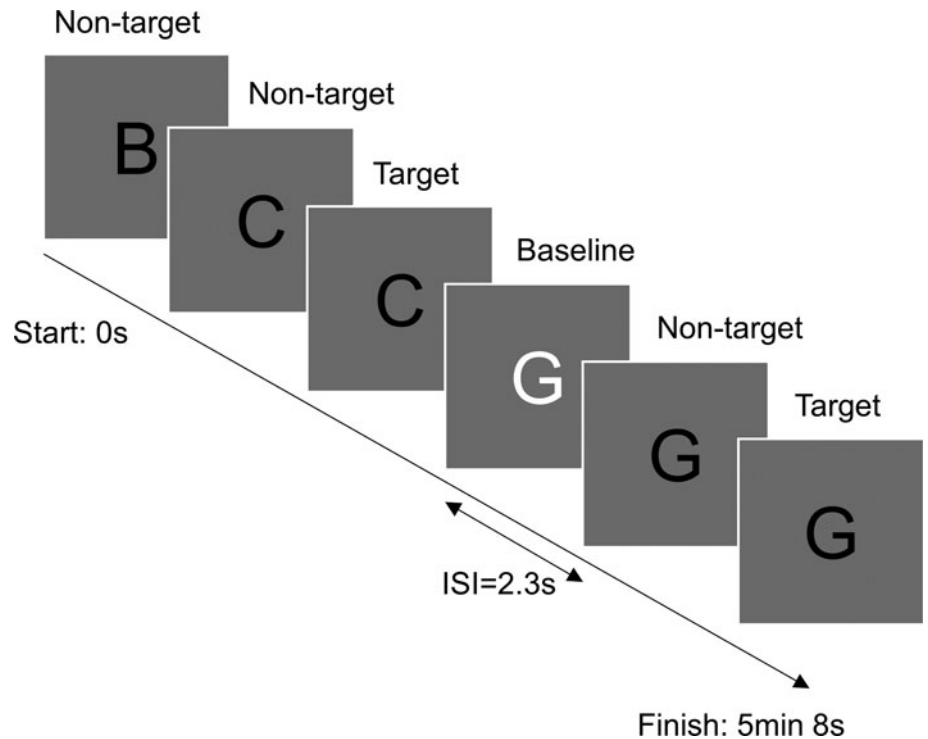 Non-target
B
Non-target
C
Target
C
Baseline
G
Non-target
G
Target
G
Start: 0s
ISI=2.3s
Finish: 5min 8s